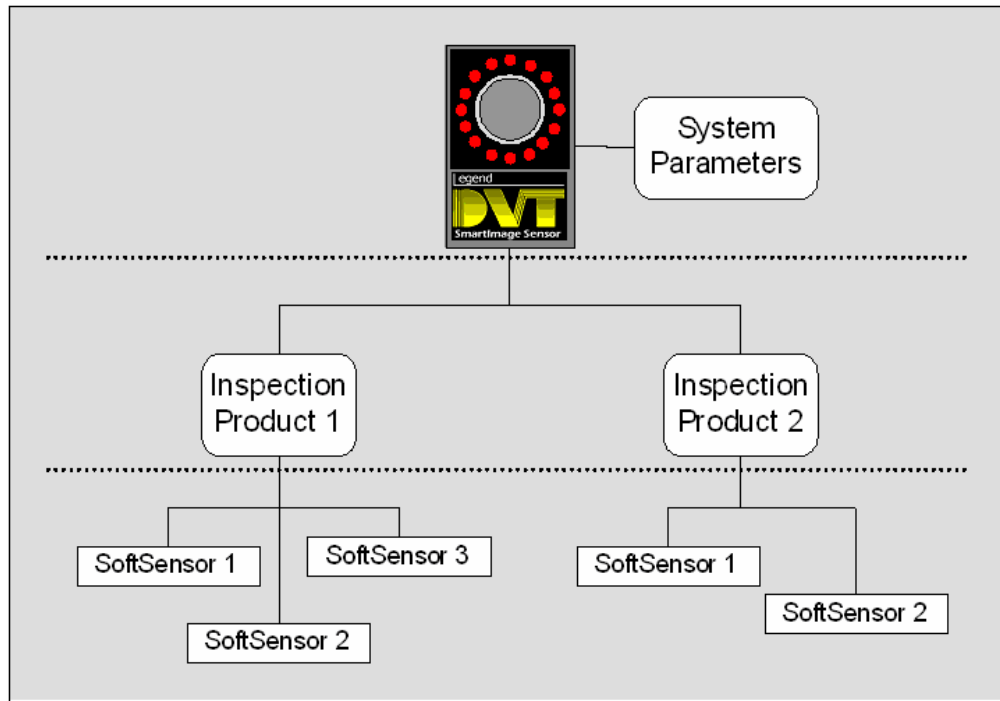 System
Parameters
Legend
DVT
SmartImage Sensor
Inspection
Product 1
Inspection
Product 2
SoftSensor 1
SoftSensor 3
SoftSensor 2
SoftSensor 1
SoftSensor 2